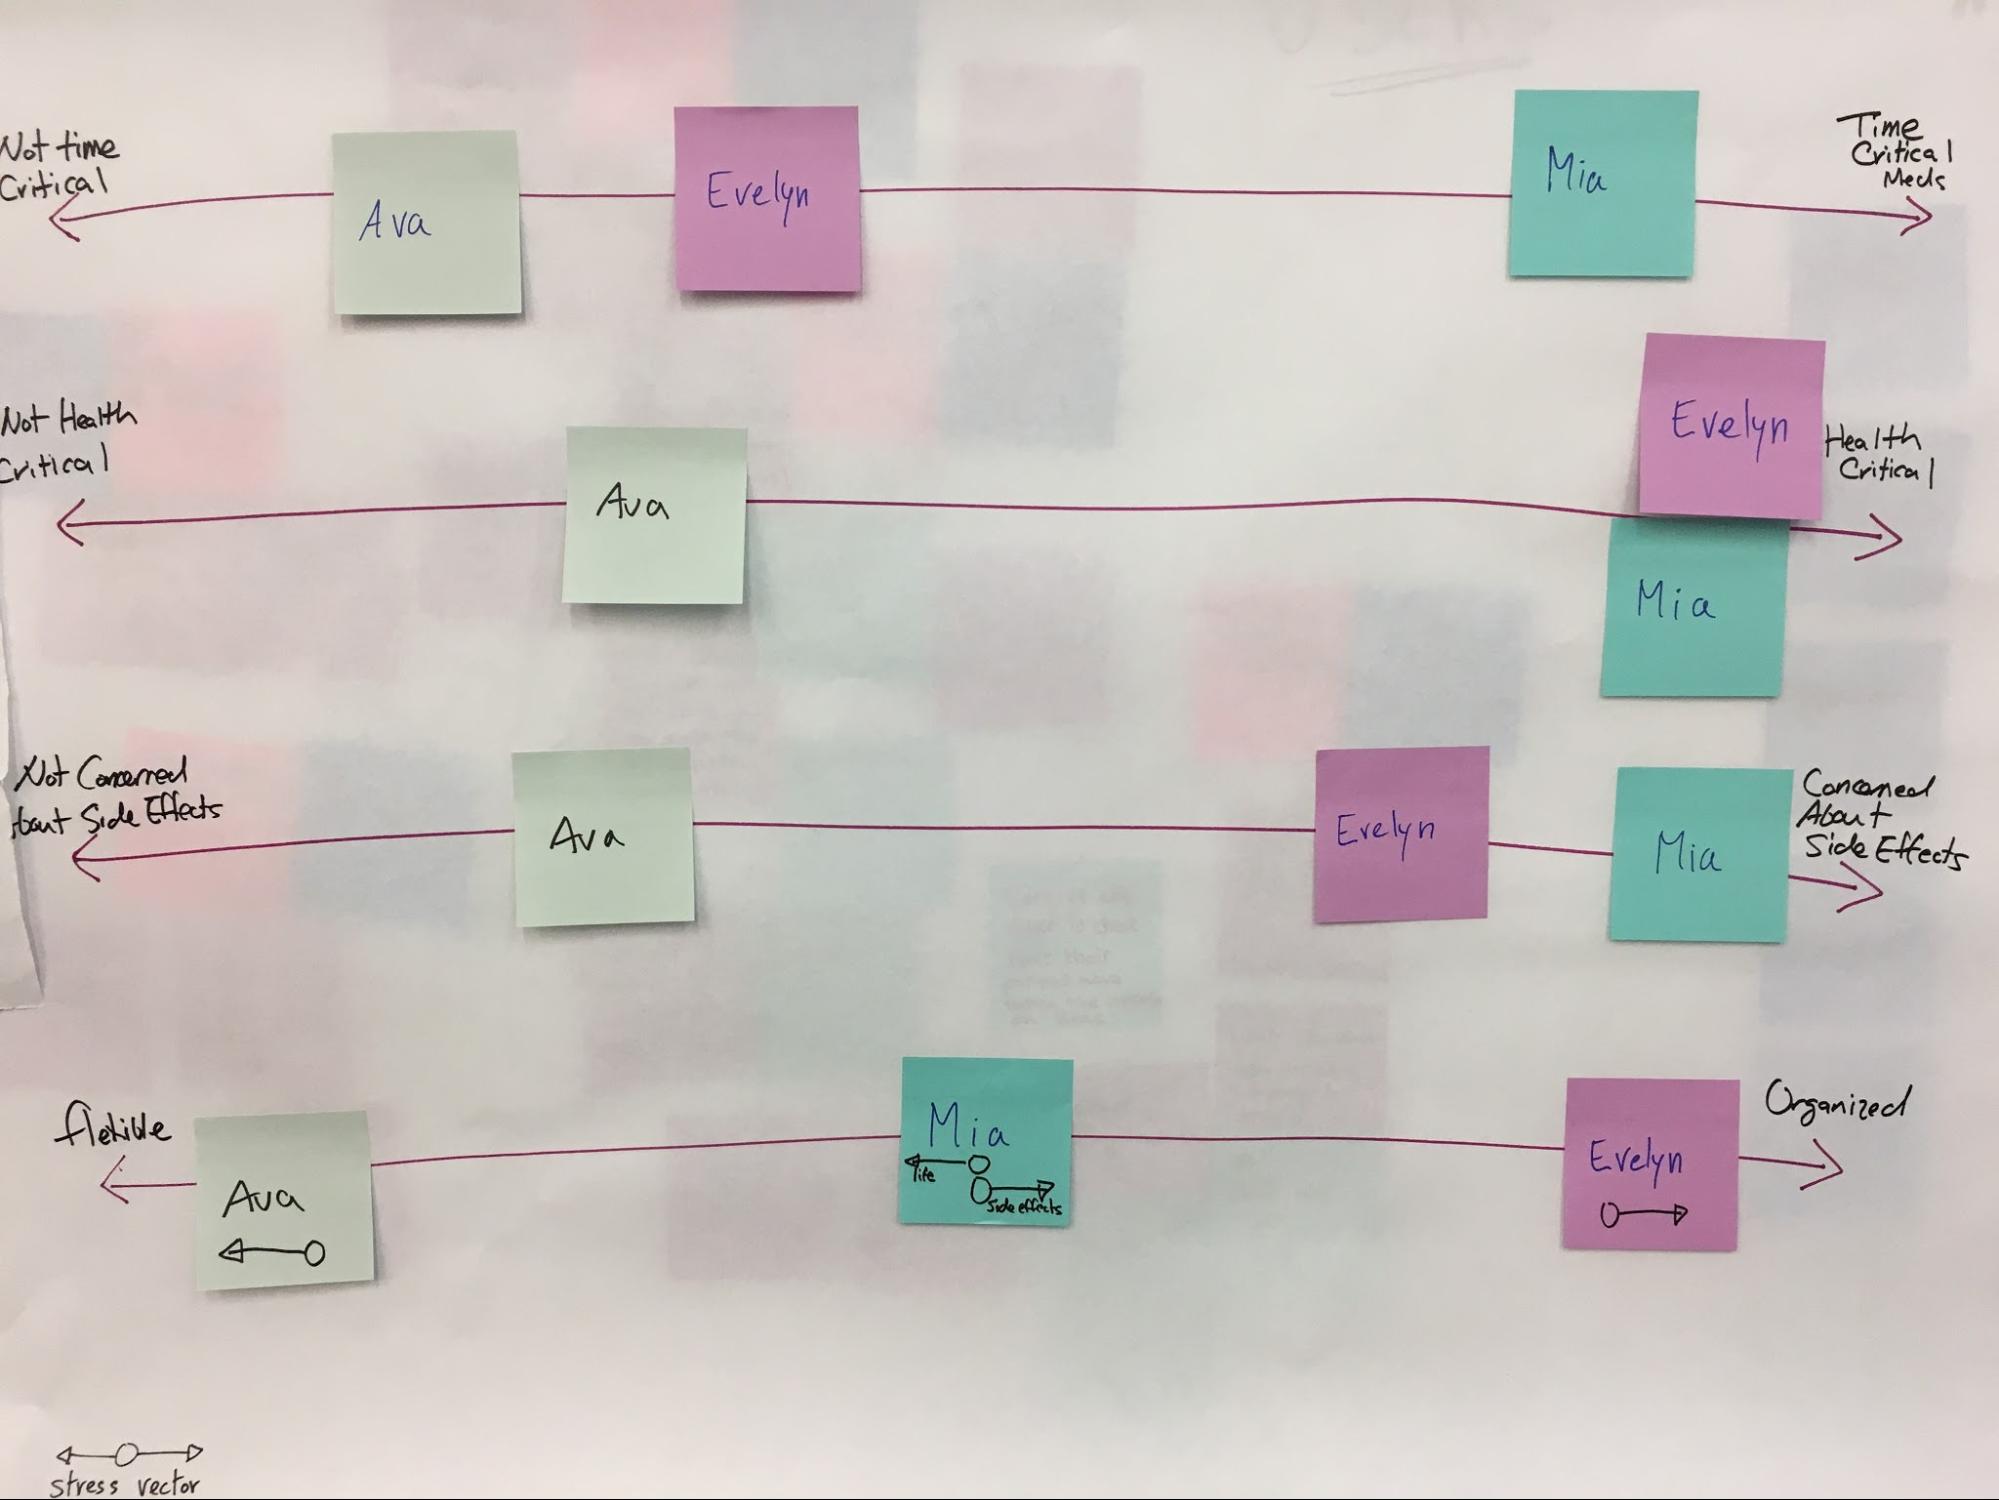 Not time
Critical
Ava
Evelyn
Mia
Time
Critical
Meds
Not Health
Critical
Ava
Evelyn
Mia
Health
Critical
Not Concerned
About Side Effects
Ava
Evelyn
Mia
Concerned
About
Side Effects
flexible
Ava
Mia
life
Side effects
Evelyn
Organized
stress vector